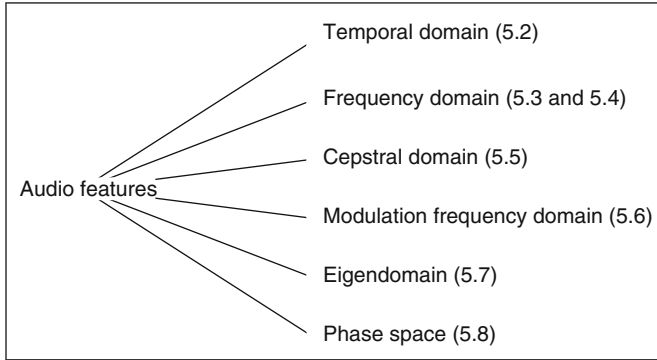 Temporal domain (5.2)
Frequency domain (5.3 and 5.4)
Cepstral domain (5.5)
Audio features
Modulation frequency domain (5.6)
Eigendomain (5.7)
Phase space (5.8)